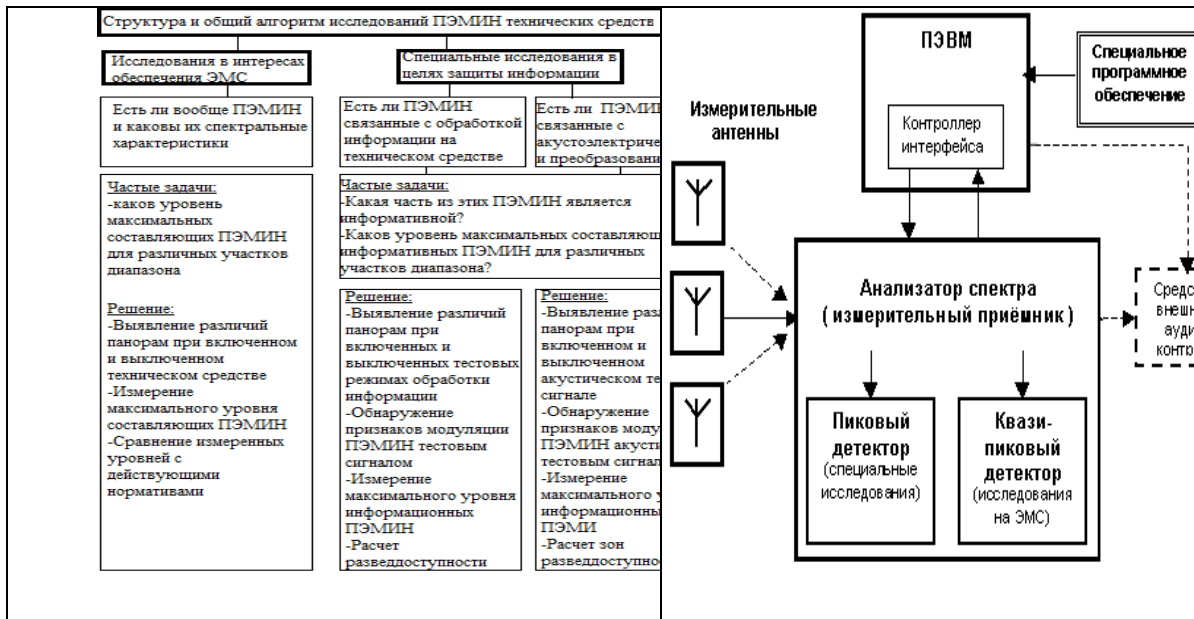 Структура и общий алгоритм исследований ПЭМИН технических средств
Исследования в интересах
обеспечения ЭМС
Специальные исследования в
целях защиты информации
Есть ли вообще ПЭМИН
и каковы их спектральные
характеристики
Есть ли ПЭМИН
связанные с обработкой
информации на
техническом средстве
Есть ли ПЭМИ
связанные с
акустоэлектриче
и преобразовани
Частые задачи:
-каков уровень
максимальных
составляющих ПЭМИН
для различных участков
диапазона
Частые задачи:
-Какая часть из этих ПЭМИН является
информативной?
-Каков уровень максимальных составляющ
информативных ПЭМИН для различных
участков диапазона?
Решение:
-Выявление различий
панорам при включенном
и выключенном
техническом средстве
-Измерение
максимального уровня
составляющих ПЭМИН
-Сравнение измеренных
уровней с
действующими
нормативами
Решение:
-Выявление различий
панорам при
включенных и
выключенных тестовых
режимах обработки
информации
-Обнаружение
признаков модуляции
ПЭМИН тестовым
сигналом
-Измерение
максимального уровня
информационных
ПЭМИН
-Расчет
разведдоступности
Решение:
-Выявление раз
панорам при
включенном и
выключенном
акустическом те
сигнале
-Обнаружение
признаков моду
ПЭМИН акусти
тестовым сигнал
-Измерение
максимального у
информационны
ПЭМИ
-Расчет зон
разведдоступно
ПЭВМ
Контроллер
интерфейса
Специальное
программное
обеспечение
Измерительные
антенны
Анализатор спектра
( измерительный приёмник )
Средс
внешн
ауди
контр
Пиковый
детектор
(специальные
исследования)
Квази-
пиковый
детектор
(исследования
на ЭМС)